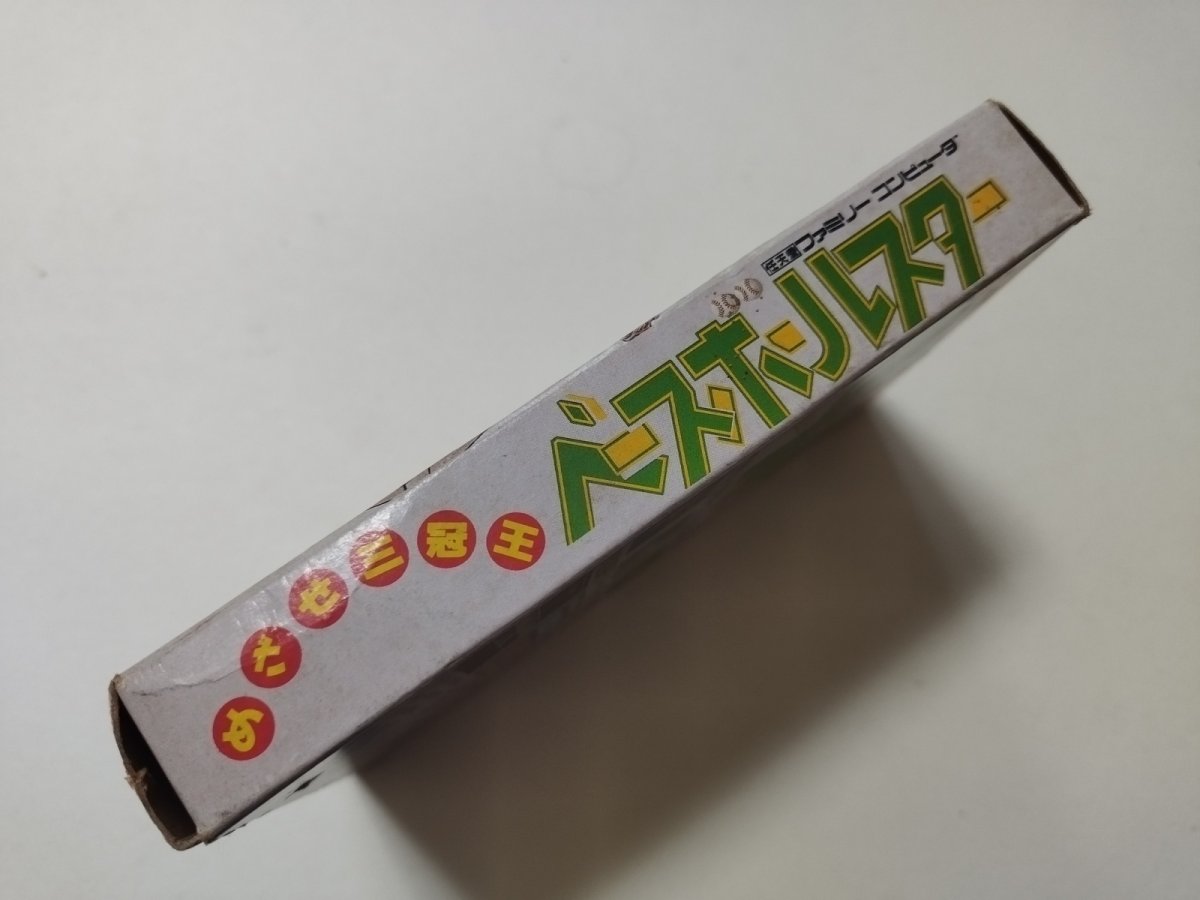 任天堂 ファミリー コンピュータ
ベースボールスター
めざせ三冠王